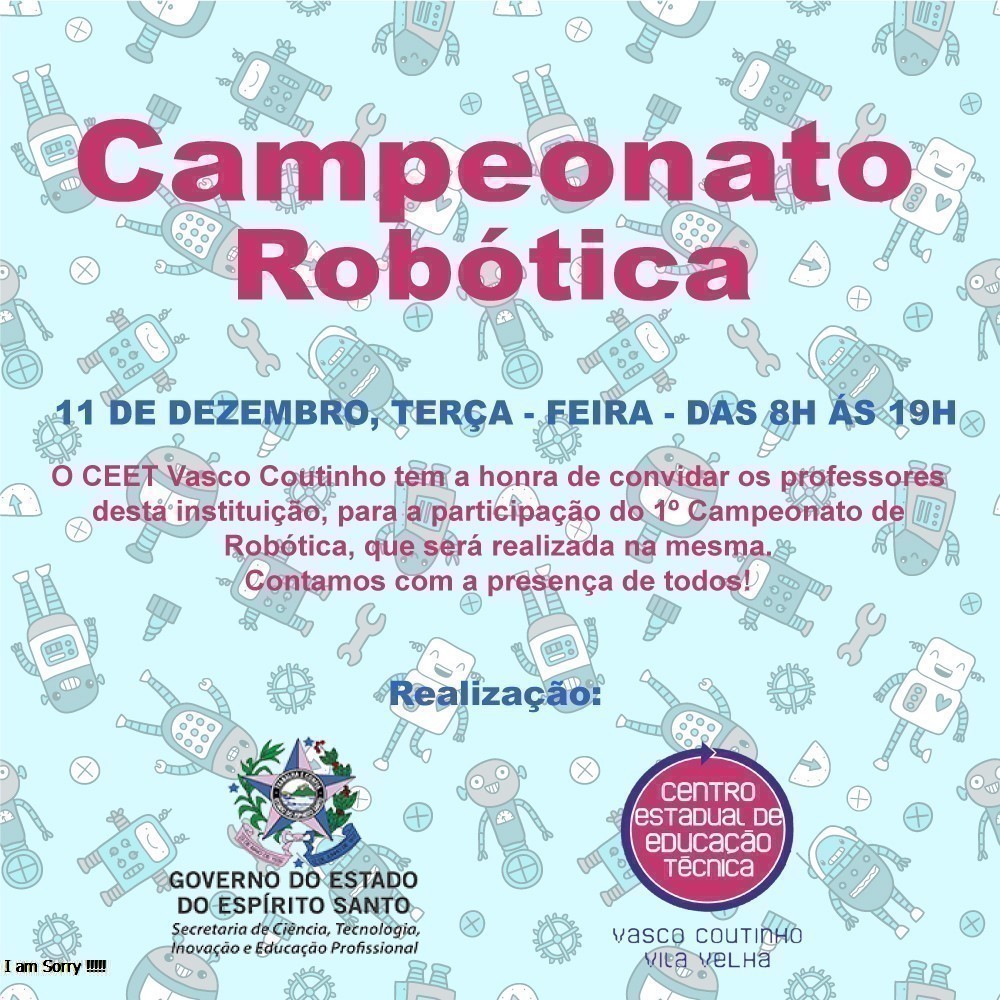 Campeonato
Robótica
11 DE DEZEMBRO, TERÇA - FEIRA - DAS 8H ÁS 19H
O CEET Vasco Coutinho tem a honra de convidar os professores
desta instituição, para a participação do 1º Campeonato de
Robótica, que será realizada na mesma.
Contamos com a presença de todos!
Realização:
GOVERNO DO ESTADO
DO ESPÍRITO SANTO
Secretaria de Ciência, Tecnologia,
Inovação e Educação Profissional
CENTRO
ESTADUAL DE
EDUCAÇÃO
TÉCNICA
VASCO COUTINHO
VILA VELHA
I am Sorry !!!!!